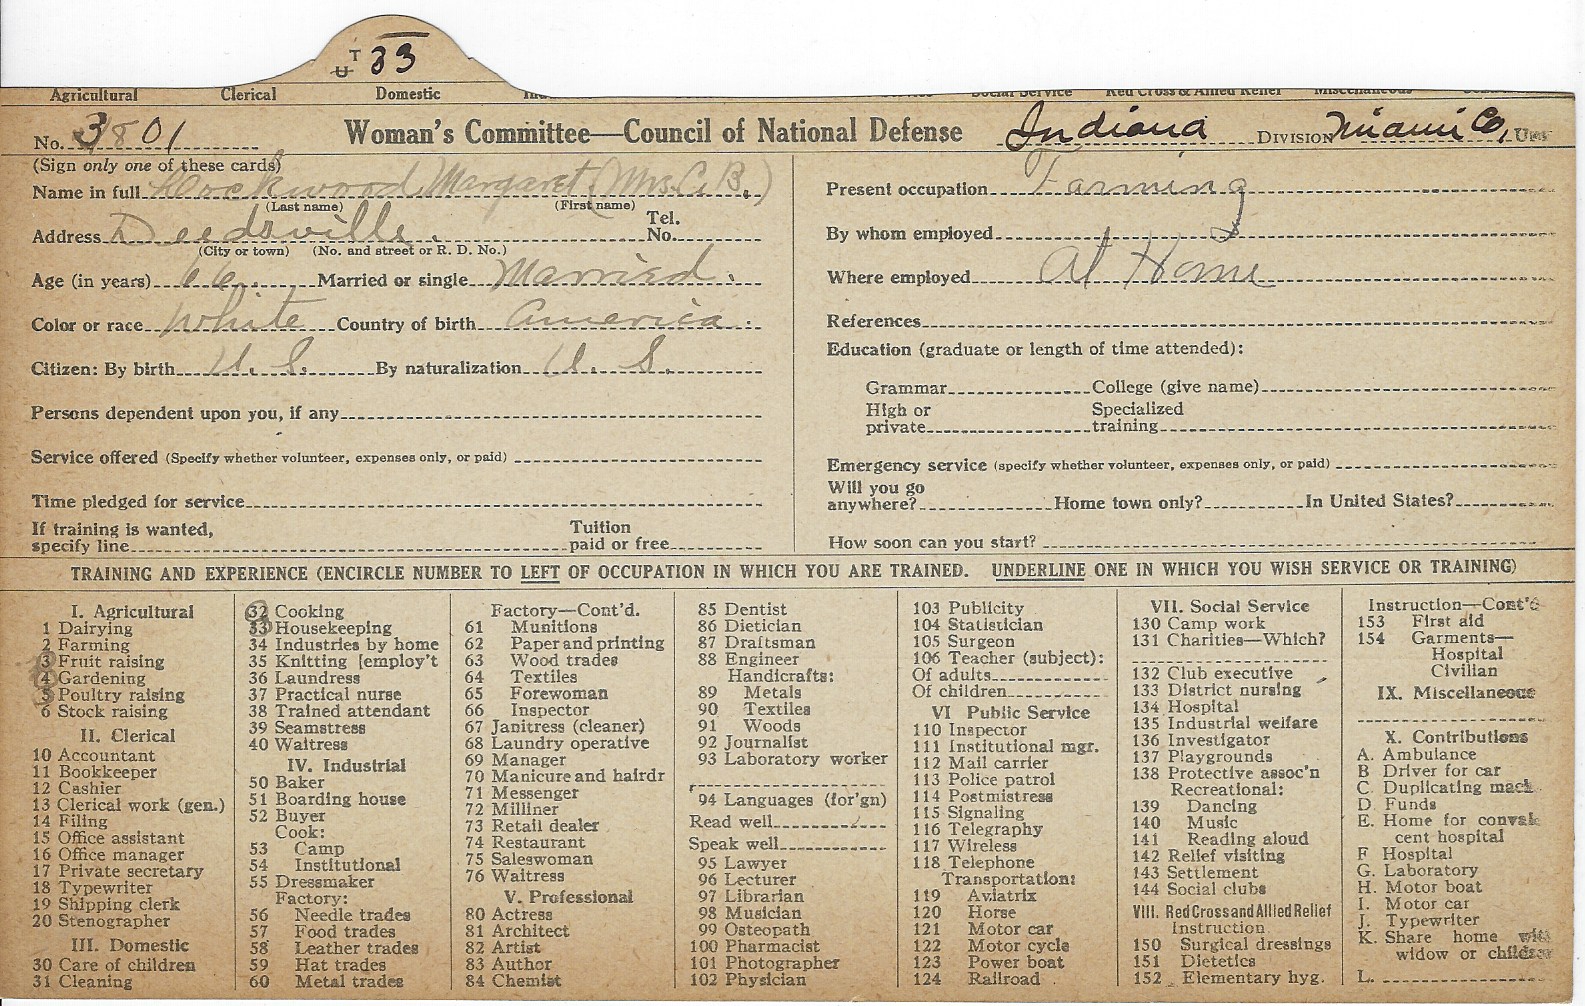 T
U 33
Agricultural Clerical Domestic Social Service Red Cross & Allied Relief Miscellaneous
No. 3801 Woman's Committee—Council of National Defense Indiana DIVISION Miami Co, UNIT
(Sign only one of these cards)
Name in full Lockwood Margaret (Mrs. C. B.)
(Last name) (First name)
Address Deedsville. Tel. No.
(City or town) (No. and street or R. D. No.)
Age (in years) 66. Married or single Married.
Color or race White Country of birth America.
Citizen: By birth U. S. By naturalization U. S.
Persons dependent upon you, if any
Service offered (Specify whether volunteer, expenses only, or paid)
Time pledged for service
If training is wanted, specify line Tuition paid or free
Present occupation Farming
By whom employed
Where employed At Home
References
Education (graduate or length of time attended):
Grammar College (give name)
High or private Specialized training
Emergency service (specify whether volunteer, expenses only, or paid)
Will you go anywhere? Home town only? In United States?
How soon can you start?
TRAINING AND EXPERIENCE (ENCIRCLE NUMBER TO LEFT OF OCCUPATION IN WHICH YOU ARE TRAINED. UNDERLINE ONE IN WHICH YOU WISH SERVICE OR TRAINING)
I. Agricultural
1 Dairying
2 Farming
3 Fruit raising
4 Gardening
5 Poultry raising
6 Stock raising
II. Clerical
10 Accountant
11 Bookkeeper
12 Cashier
13 Clerical work (gen.)
14 Filing
15 Office assistant
16 Office manager
17 Private secretary
18 Typewriter
19 Shipping clerk
20 Stenographer
III. Domestic
30 Care of children
31 Cleaning
32 Cooking
33 Housekeeping
34 Industries by home
35 Knitting [employ't
36 Laundress
37 Practical nurse
38 Trained attendant
39 Seamstress
40 Waitress
IV. Industrial
50 Baker
51 Boarding house
52 Buyer
Cook:
53 Camp
54 Institutional
55 Dressmaker
Factory:
56 Needle trades
57 Food trades
58 Leather trades
59 Hat trades
60 Metal trades
Factory—Cont'd.
61 Munitions
62 Paper and printing
63 Wood trades
64 Textiles
65 Forewoman
66 Inspector
67 Janitress (cleaner)
68 Laundry operative
69 Manager
70 Manicure and hairdr
71 Messenger
72 Milliner
73 Retail dealer
74 Restaurant
75 Saleswoman
76 Waitress
V. Professional
80 Actress
81 Architect
82 Artist
83 Author
84 Chemist
85 Dentist
86 Dietician
87 Draftsman
88 Engineer
Handicrafts:
89 Metals
90 Textiles
91 Woods
92 Journalist
93 Laboratory worker
94 Languages (for'gn)
Read well
Speak well
95 Lawyer
96 Lecturer
97 Librarian
98 Musician
99 Osteopath
100 Pharmacist
101 Photographer
102 Physician
103 Publicity
104 Statistician
105 Surgeon
106 Teacher (subject):
Of adults
Of children
VI Public Service
110 Inspector
111 Institutional mgr.
112 Mail carrier
113 Police patrol
114 Postmistress
115 Signaling
116 Telegraphy
117 Wireless
118 Telephone
Transportation:
119 Aviatrix
120 Horse
121 Motor car
122 Motor cycle
123 Power boat
124 Railroad
VII. Social Service
130 Camp work
131 Charities—Which?
132 Club executive
133 District nursing
134 Hospital
135 Industrial welfare
136 Investigator
137 Playgrounds
138 Protective assoc'n
Recreational:
139 Dancing
140 Music
141 Reading aloud
142 Relief visiting
143 Settlement
144 Social clubs
VIII. Red Cross and Allied Relief
Instruction
150 Surgical dressings
151 Dietetics
152 Elementary hyg.
Instruction—Cont'd
153 First aid
154 Garments—
Hospital
Civilian
IX. Miscellaneous
X. Contributions
A. Ambulance
B Driver for car
C. Duplicating mach.
D. Funds
E. Home for conval
cent hospital
F Hospital
G. Laboratory
H. Motor boat
I. Motor car
J. Typewriter
K. Share home with
widow or children
L.